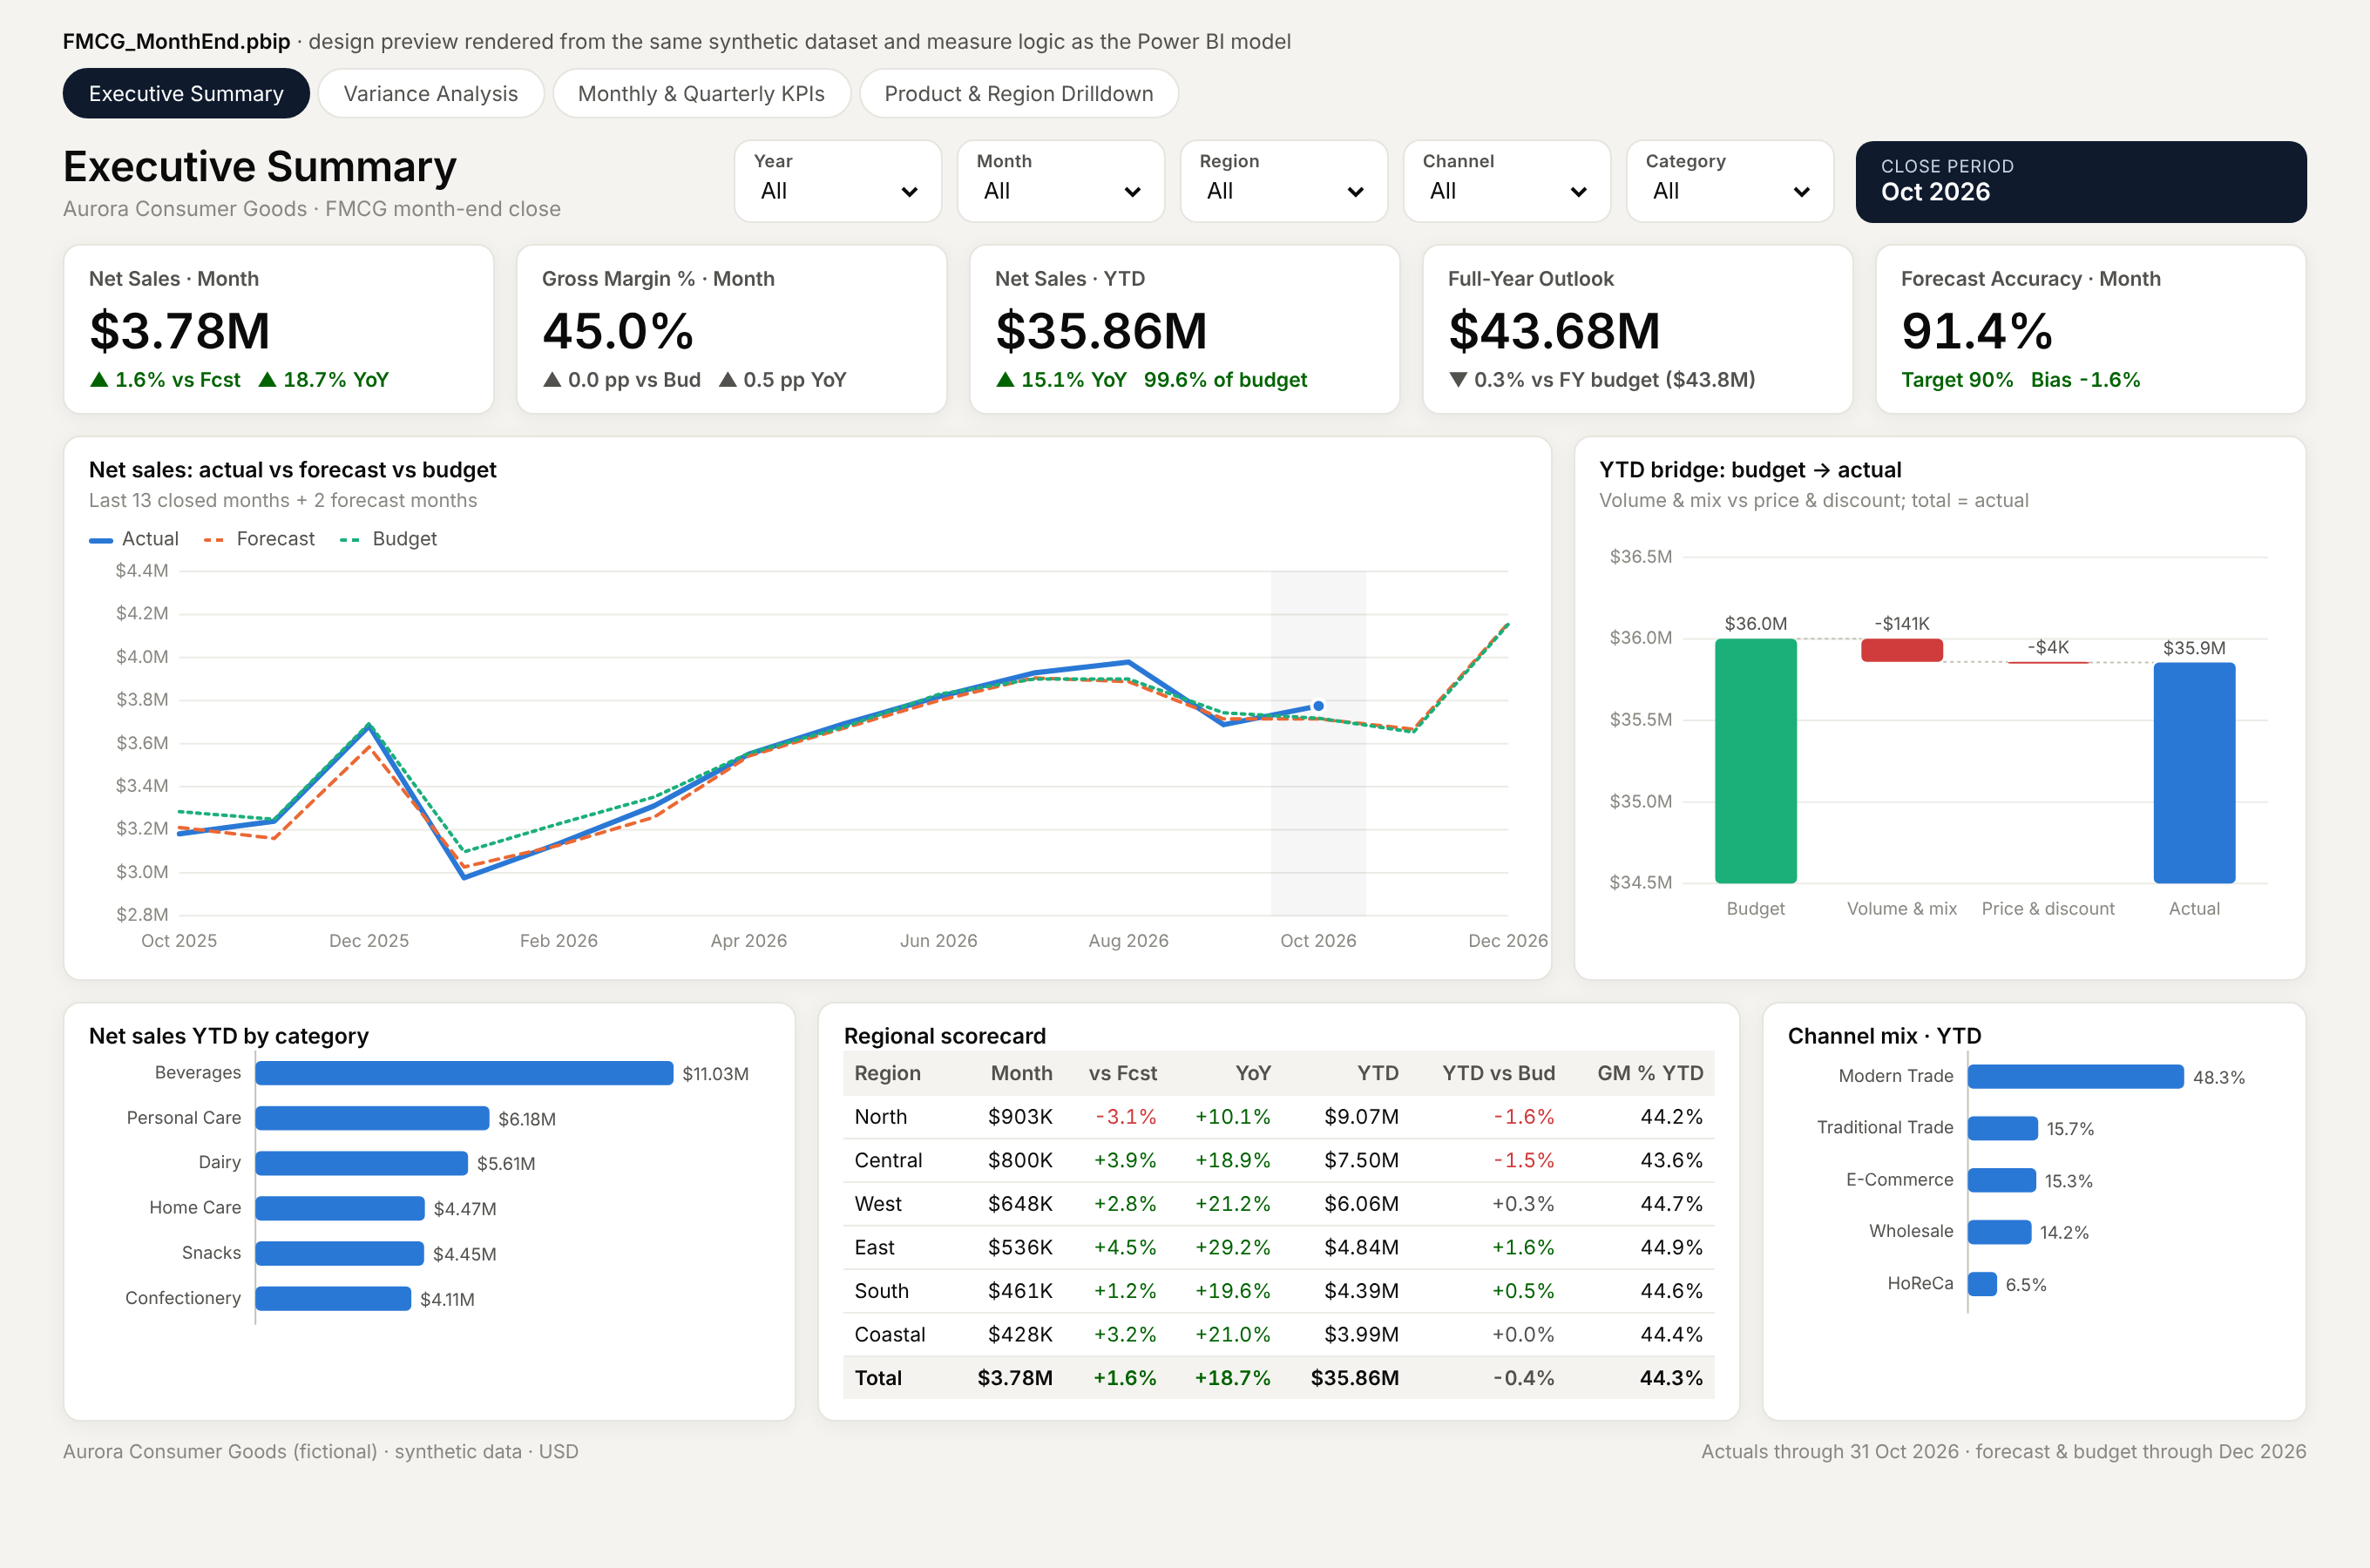 FMCG_MonthEnd.pbip · design preview rendered from the same synthetic dataset and measure logic as the Power BI model
Executive Summary
Variance Analysis
Monthly & Quarterly KPIs
Product & Region Drilldown
Executive Summary
Aurora Consumer Goods · FMCG month-end close
Year
All
Month
All
Region
All
Channel
All
Category
All
CLOSE PERIOD
Oct 2026
Net Sales · Month
$3.78M
▲ 1.6% vs Fcst ▲ 18.7% YoY
Gross Margin % · Month
45.0%
▲ 0.0 pp vs Bud ▲ 0.5 pp YoY
Net Sales · YTD
$35.86M
▲ 15.1% YoY 99.6% of budget
Full-Year Outlook
$43.68M
▼ 0.3% vs FY budget ($43.8M)
Forecast Accuracy · Month
91.4%
Target 90% Bias -1.6%
Net sales: actual vs forecast vs budget
Last 13 closed months + 2 forecast months
Actual Forecast Budget
$4.4M
$4.2M
$4.0M
$3.8M
$3.6M
$3.4M
$3.2M
$3.0M
$2.8M
Oct 2025 Dec 2025 Feb 2026 Apr 2026 Jun 2026 Aug 2026 Oct 2026 Dec 2026
YTD bridge: budget → actual
Volume & mix vs price & discount; total = actual
$36.5M
$36.0M
$35.5M
$35.0M
$34.5M
$36.0M -$141K -$4K $35.9M
Budget Volume & mix Price & discount Actual
Net sales YTD by category
Beverages $11.03M
Personal Care $6.18M
Dairy $5.61M
Home Care $4.47M
Snacks $4.45M
Confectionery $4.11M
Regional scorecard
Region Month vs Fcst YoY YTD YTD vs Bud GM % YTD
North $903K -3.1% +10.1% $9.07M -1.6% 44.2%
Central $800K +3.9% +18.9% $7.50M -1.5% 43.6%
West $648K +2.8% +21.2% $6.06M +0.3% 44.7%
East $536K +4.5% +29.2% $4.84M +1.6% 44.9%
South $461K +1.2% +19.6% $4.39M +0.5% 44.6%
Coastal $428K +3.2% +21.0% $3.99M +0.0% 44.4%
Total $3.78M +1.6% +18.7% $35.86M -0.4% 44.3%
Channel mix · YTD
Modern Trade 48.3%
Traditional Trade 15.7%
E-Commerce 15.3%
Wholesale 14.2%
HoReCa 6.5%
Aurora Consumer Goods (fictional) · synthetic data · USD
Actuals through 31 Oct 2026 · forecast & budget through Dec 2026